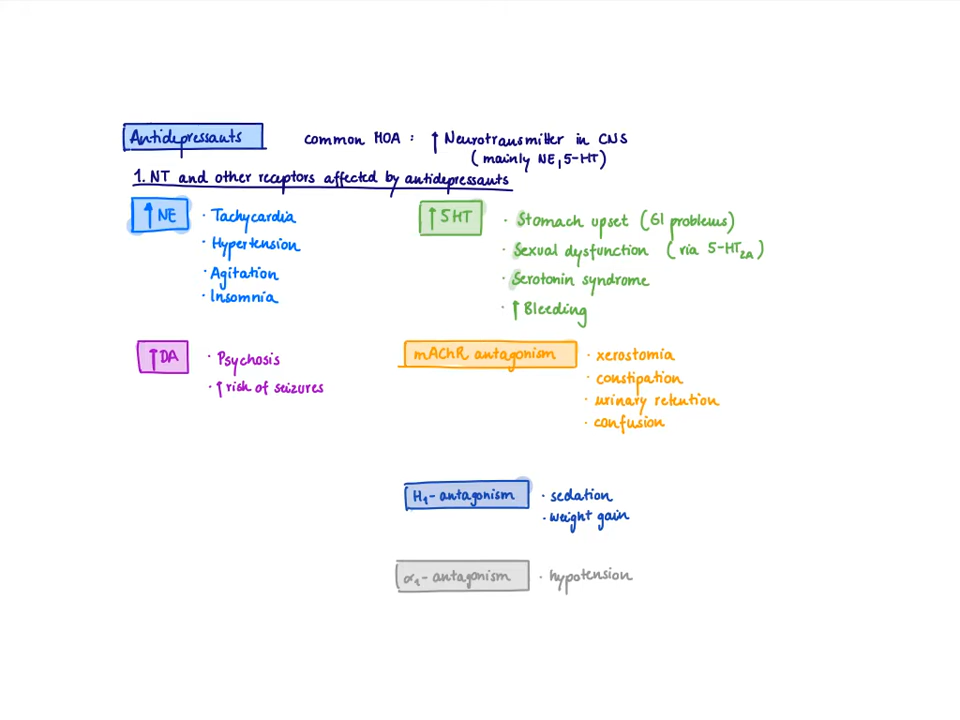 Antidepressants
common MOA : ↑ Neurotransmitter in CNS
(mainly NE, 5-HT)
1. NT and other receptors affected by antidepressants
↑ NE
· Tachycardia
· Hypertension
· Agitation
· Insomnia
↑ 5HT
· Stomach upset (GI problems)
· Sexual dysfunction (via 5-HT2A)
· Serotonin syndrome
· ↑ Bleeding
↑ DA
· Psychosis
· ↑ risk of seizures
mAChR antagonism
· xerostomia
· constipation
· urinary retention
· confusion
H1- antagonism
· sedation
· weight gain
α1- antagonism
· hypotension